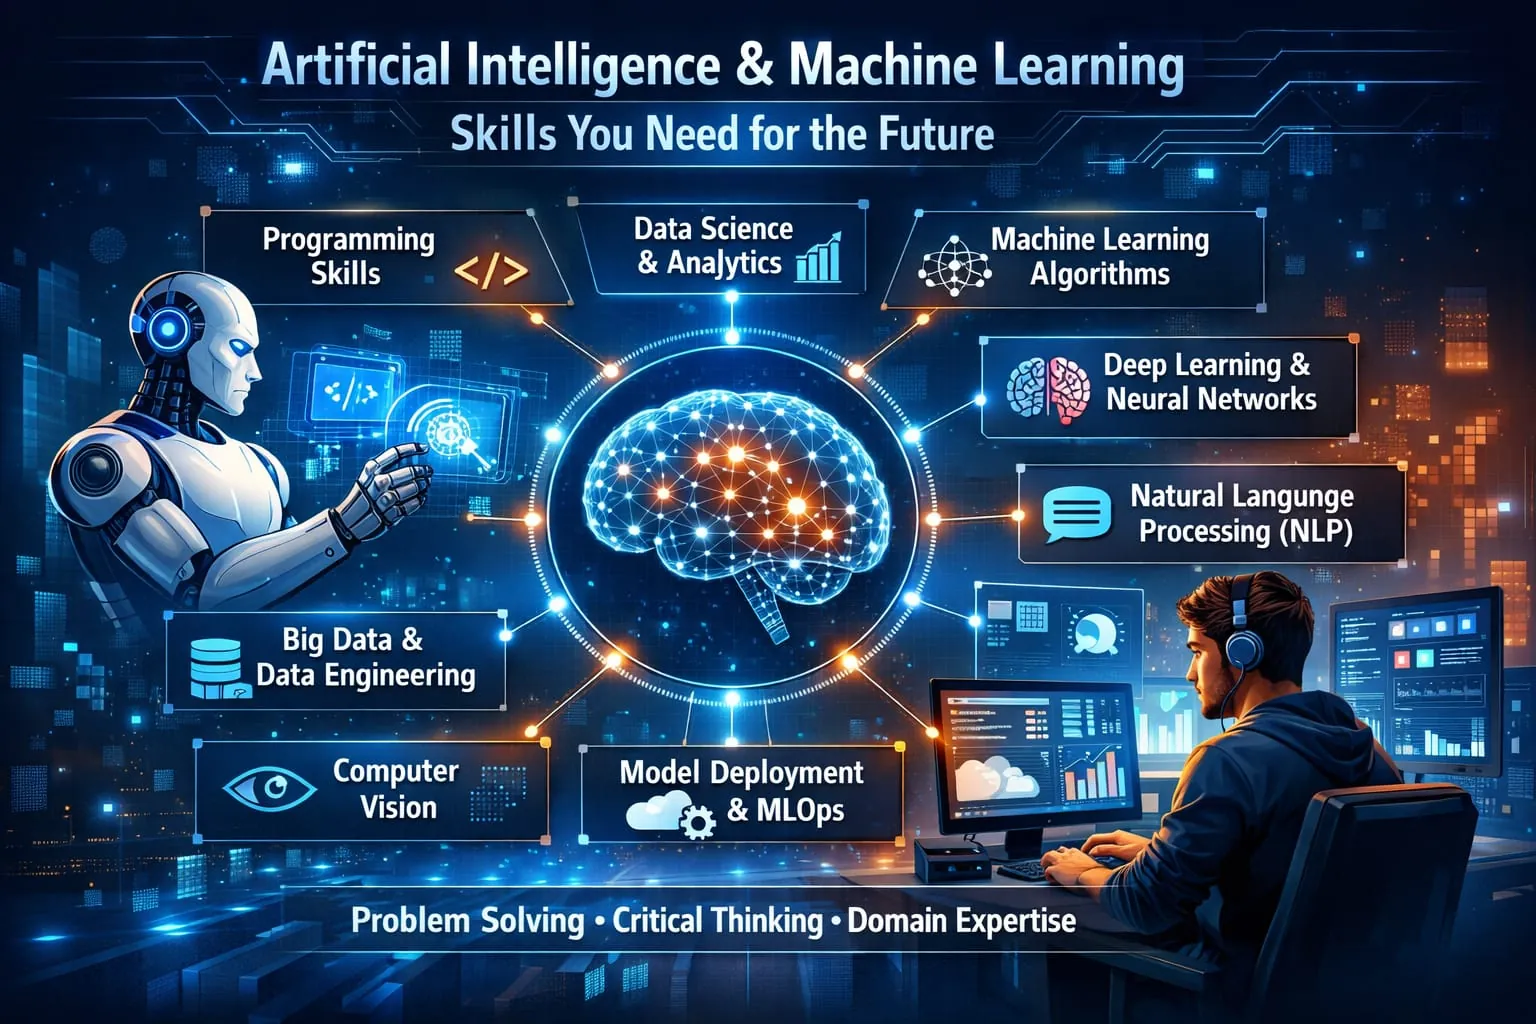 Artificial Intelligence & Machine Learning
Skills You Need for the Future
Programming
Skills
</>
Data Science
& Analytics
Machine Learning
Algorithms
</>
Deep Learning &
Neural Networks
Natural Langunge
Processing (NLP)
Big Data &
Data Engineering
Computer
Vision
Model Deployment
& MLOps
Problem Solving • Critical Thinking • Domain Expertise